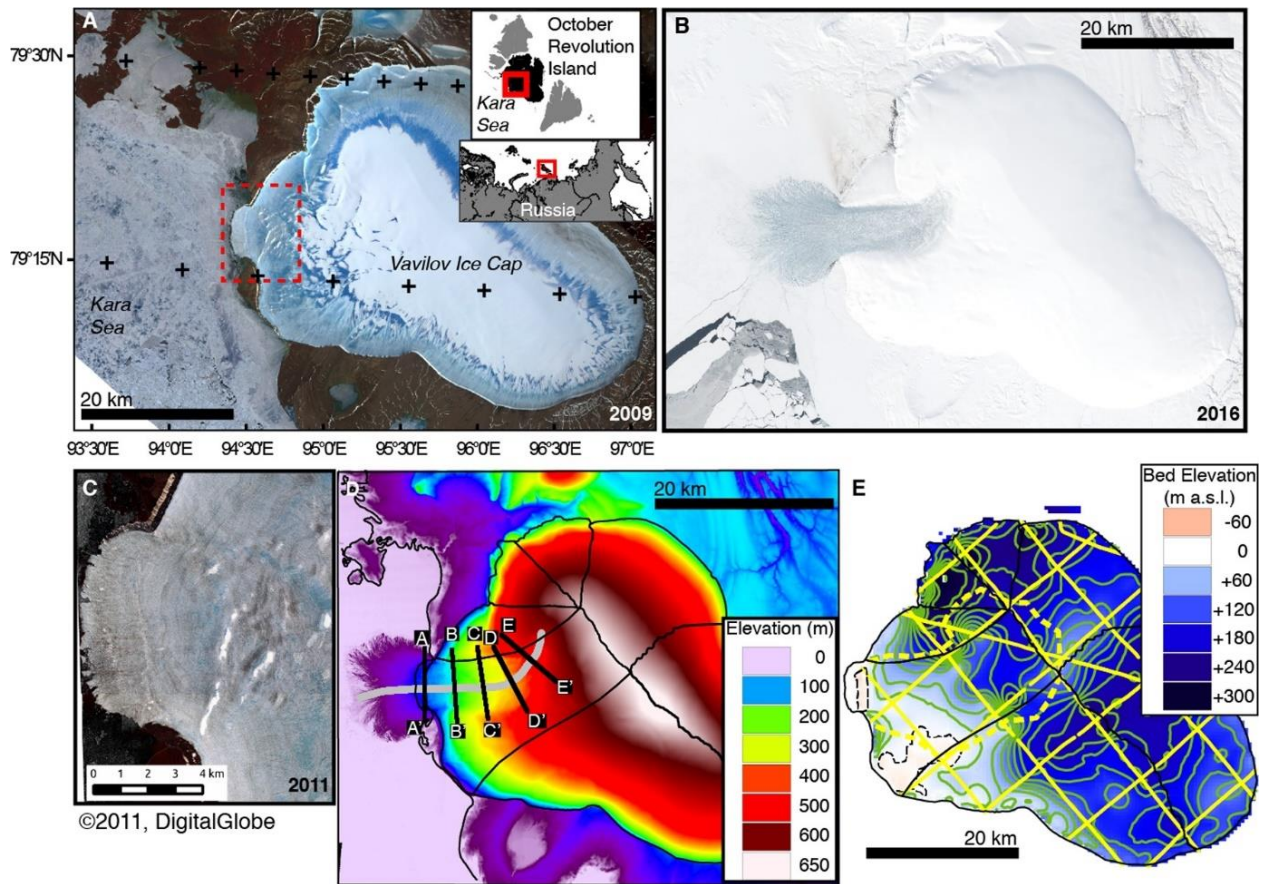 A
79°30'N
79°15'N
October
Revolution
Island
Kara
Sea
Russia
Vavilov Ice Cap
Kara
Sea
20 km
2009
93°30'E 94°0'E 94°30'E 95°0'E 95°30'E 96°0'E 96°30'E 97°0'E
B
20 km
2016
C
0 1 2 3 4 km
2011
©2011, DigitalGlobe
D
20 km
A B C D E
A' B' C' D' E'
Elevation (m)
0
100
200
300
400
500
600
650
E
Bed Elevation
(m a.s.l.)
-60
0
+60
+120
+180
+240
+300
20 km